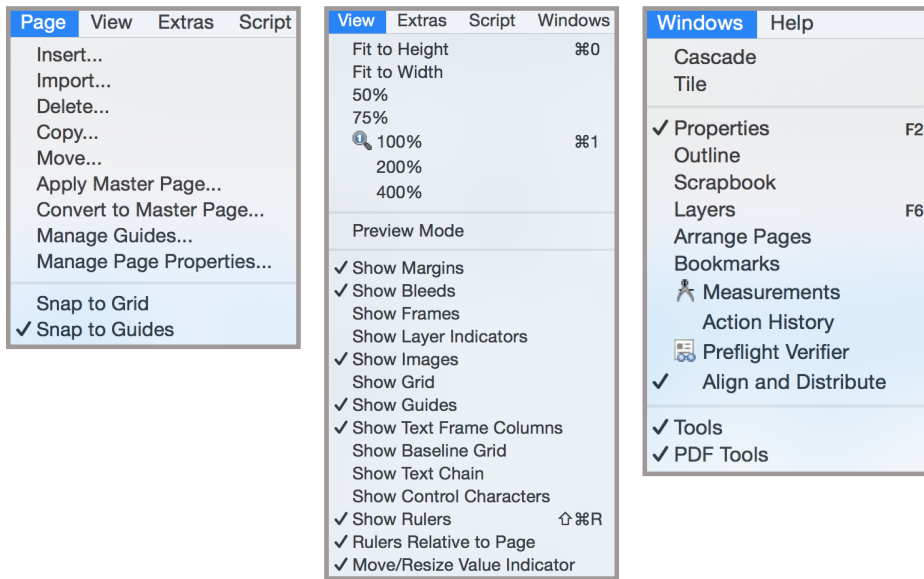 Page View Extras Script
Insert...
Import...
Delete...
Copy...
Move...
Apply Master Page...
Convert to Master Page...
Manage Guides...
Manage Page Properties...
Snap to Grid
✓ Snap to Guides
View Extras Script Windows
Fit to Height ⌘0
Fit to Width
50%
75%
100% ⌘1
200%
400%
Preview Mode
✓ Show Margins
✓ Show Bleeds
Show Frames
Show Layer Indicators
✓ Show Images
Show Grid
✓ Show Guides
✓ Show Text Frame Columns
Show Baseline Grid
Show Text Chain
Show Control Characters
✓ Show Rulers ⇧⌘R
✓ Rulers Relative to Page
✓ Move/Resize Value Indicator
Windows Help
Cascade
Tile
✓ Properties F2
Outline
Scrapbook
Layers F6
Arrange Pages
Bookmarks
Measurements
Action History
Preflight Verifier
✓ Align and Distribute
✓ Tools
✓ PDF Tools